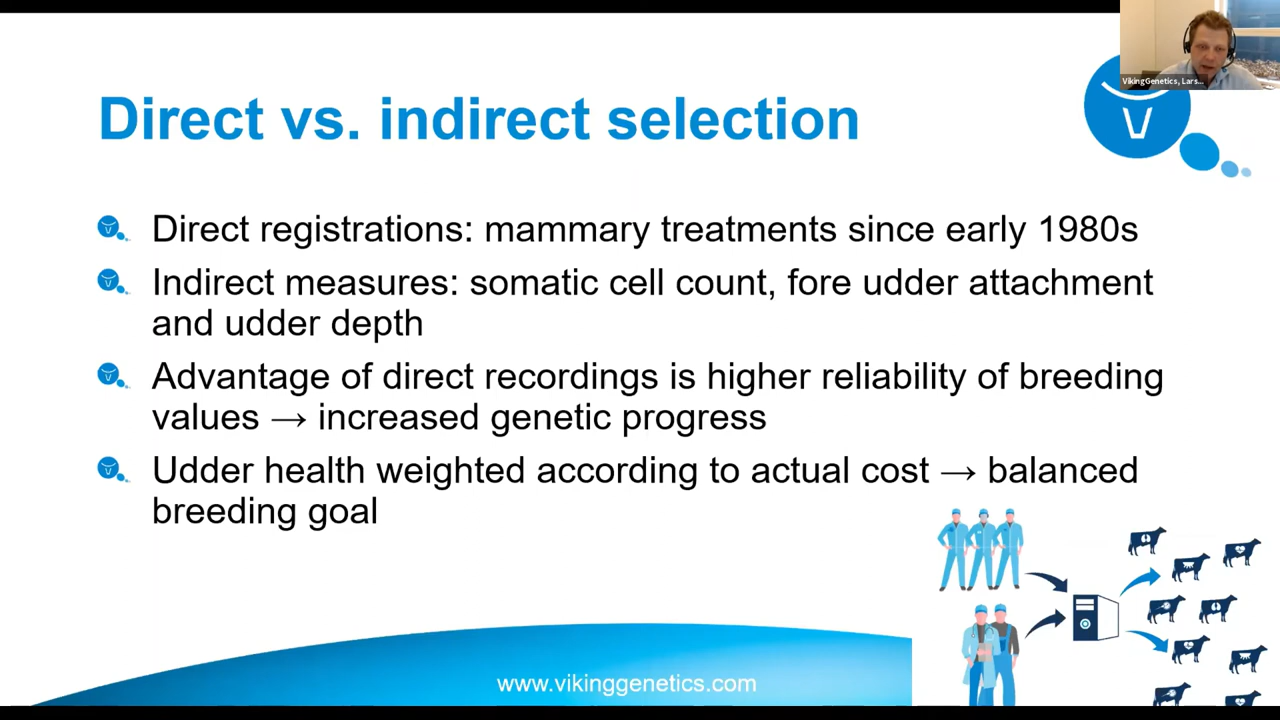 VikingGenetics, Lars...
Direct vs. indirect selection
Direct registrations: mammary treatments since early 1980s
Indirect measures: somatic cell count, fore udder attachment
and udder depth
Advantage of direct recordings is higher reliability of breeding
values → increased genetic progress
Udder health weighted according to actual cost → balanced
breeding goal
www.vikinggenetics.com